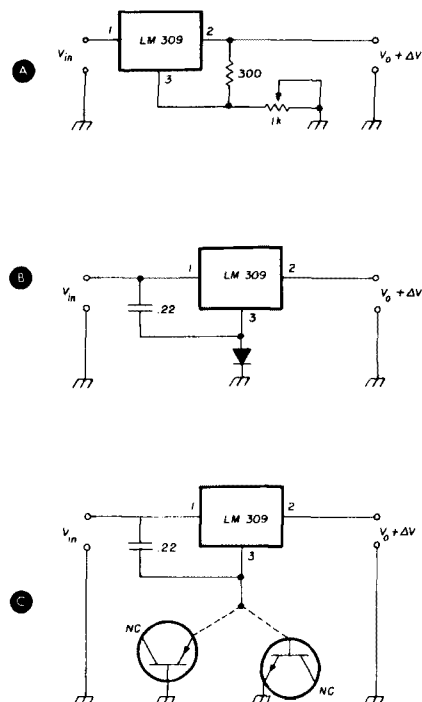 A
V_in
1
LM 309
2
3
300
1k
V_o + ΔV
B
V_in
.22
1
LM 309
2
3
V_o + ΔV
C
V_in
.22
1
LM 309
2
3
V_o + ΔV
NC
NC